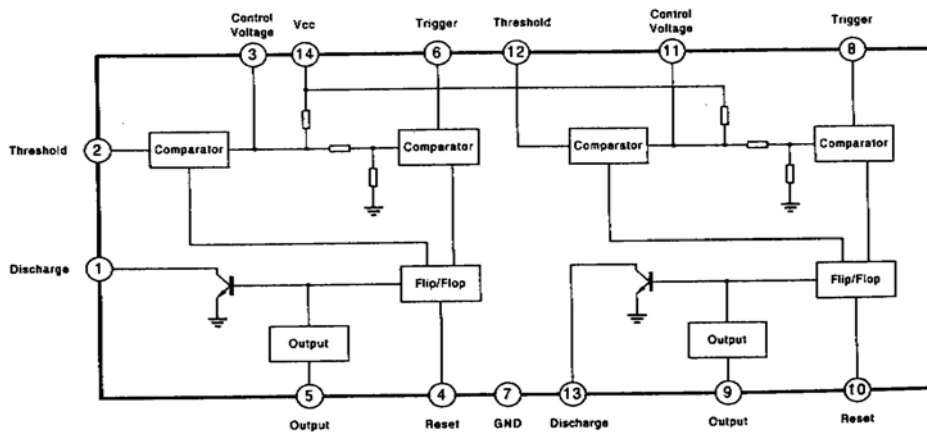 Control
Voltage
Vcc
Trigger
Threshold
Control
Voltage
Trigger
3
14
6
12
11
8
Threshold
2
Comparator
Comparator
Comparator
Comparator
Discharge
1
Flip/Flop
Flip/Flop
Output
Output
5
4
7
13
9
10
Output
Reset
GND
Discharge
Output
Reset